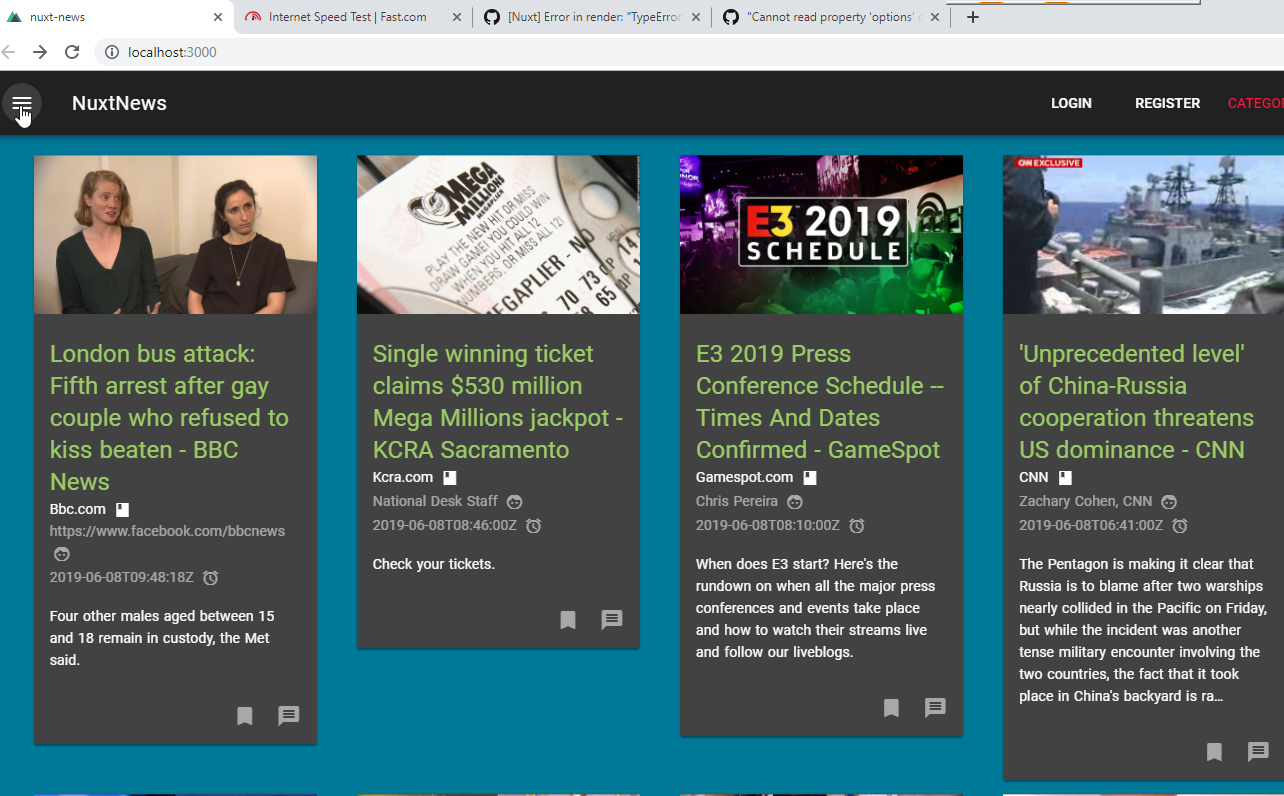 nuxt-news
Internet Speed Test | Fast.com
[Nuxt] Error in render: "TypeError
"Cannot read property 'options' o
localhost:3000
NuxtNews
LOGIN
REGISTER
CATEGOR
MEGA
MILLIONS
MEGAPLIER
PLAY THE NEW HIT OR MISS
DRAW GAME! YOU COULD WIN
WHEN YOU HIT ALL 12
NUMBERS, OR MISS ALL 12!
MEGAPLIER - NO
70 73
68 65
E3 2019
SCHEDULE
CNN EXCLUSIVE
London bus attack:
Fifth arrest after gay
couple who refused to
kiss beaten - BBC
News
Bbc.com
https://www.facebook.com/bbcnews
2019-06-08T09:48:18Z
Four other males aged between 15
and 18 remain in custody, the Met
said.
Single winning ticket
claims $530 million
Mega Millions jackpot -
KCRA Sacramento
Kcra.com
National Desk Staff
2019-06-08T08:46:00Z
Check your tickets.
E3 2019 Press
Conference Schedule --
Times And Dates
Confirmed - GameSpot
Gamespot.com
Chris Pereira
2019-06-08T08:10:00Z
When does E3 start? Here's the
rundown on when all the major press
conferences and events take place
and how to watch their streams live
and follow our liveblogs.
'Unprecedented level'
of China-Russia
cooperation threatens
US dominance - CNN
CNN
Zachary Cohen, CNN
2019-06-08T06:41:00Z
The Pentagon is making it clear that
Russia is to blame after two warships
nearly collided in the Pacific on Friday,
but while the incident was another
tense military encounter involving the
two countries, the fact that it took
place in China's backyard is ra…